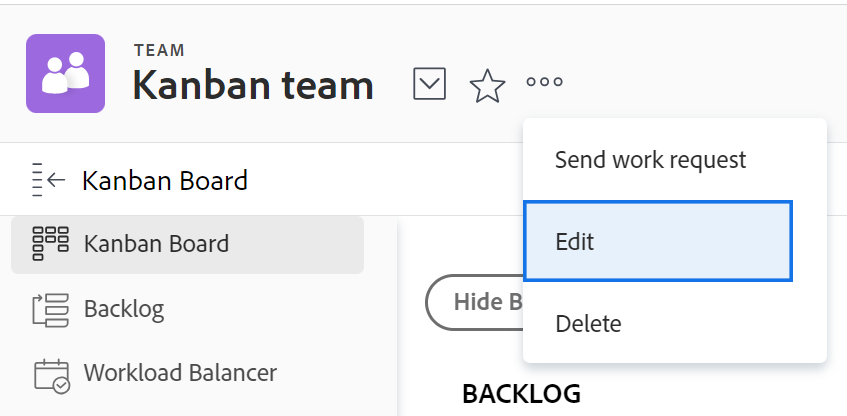 TEAM
Kanban team
Send work request
Kanban Board
Edit
Kanban Board
Hide B
Backlog
Delete
Workload Balancer
BACKLOG